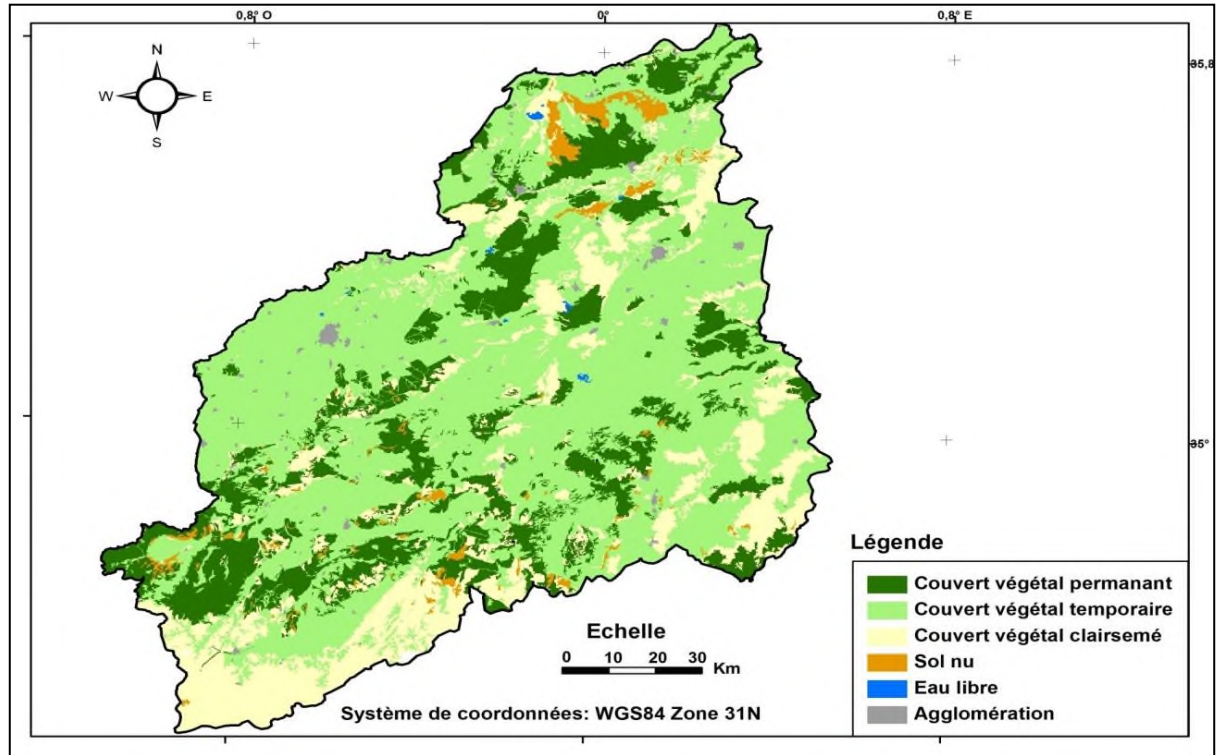 0,8° O
0°
0,8° E
35,8
N
W
E
S
35°
Légende
Couvert végétal permanant
Couvert végétal temporaire
Couvert végétal clairsemé
Sol nu
Eau libre
Agglomération
Echelle
0 10 20 30
Km
Système de coordonnées: WGS84 Zone 31N